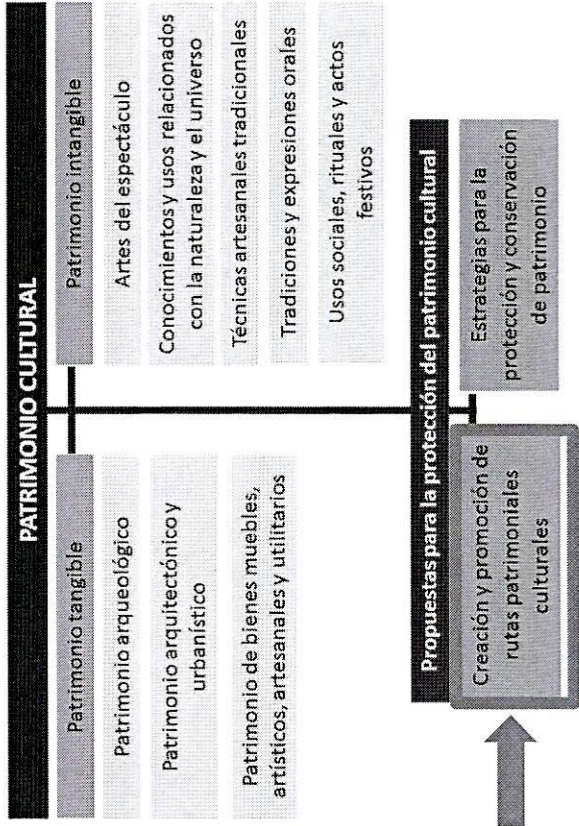 PATRIMONIO CULTURAL
Patrimonio tangible
Patrimonio arqueológico
Patrimonio arquitectónico y
urbanístico
Patrimonio de bienes muebles,
artísticos, artesanales y utilitarios
Patrimonio intangible
Artes del espectáculo
Conocimientos y usos relacionados
con la naturaleza y el universo
Técnicas artesanales tradicionales
Tradiciones y expresiones orales
Usos sociales, rituales y actos
festivos
Propuestas para la protección del patrimonio cultural
Creación y promoción de
rutas patrimoniales
culturales
Estrategias para la
protección y conservación
de patrimonio